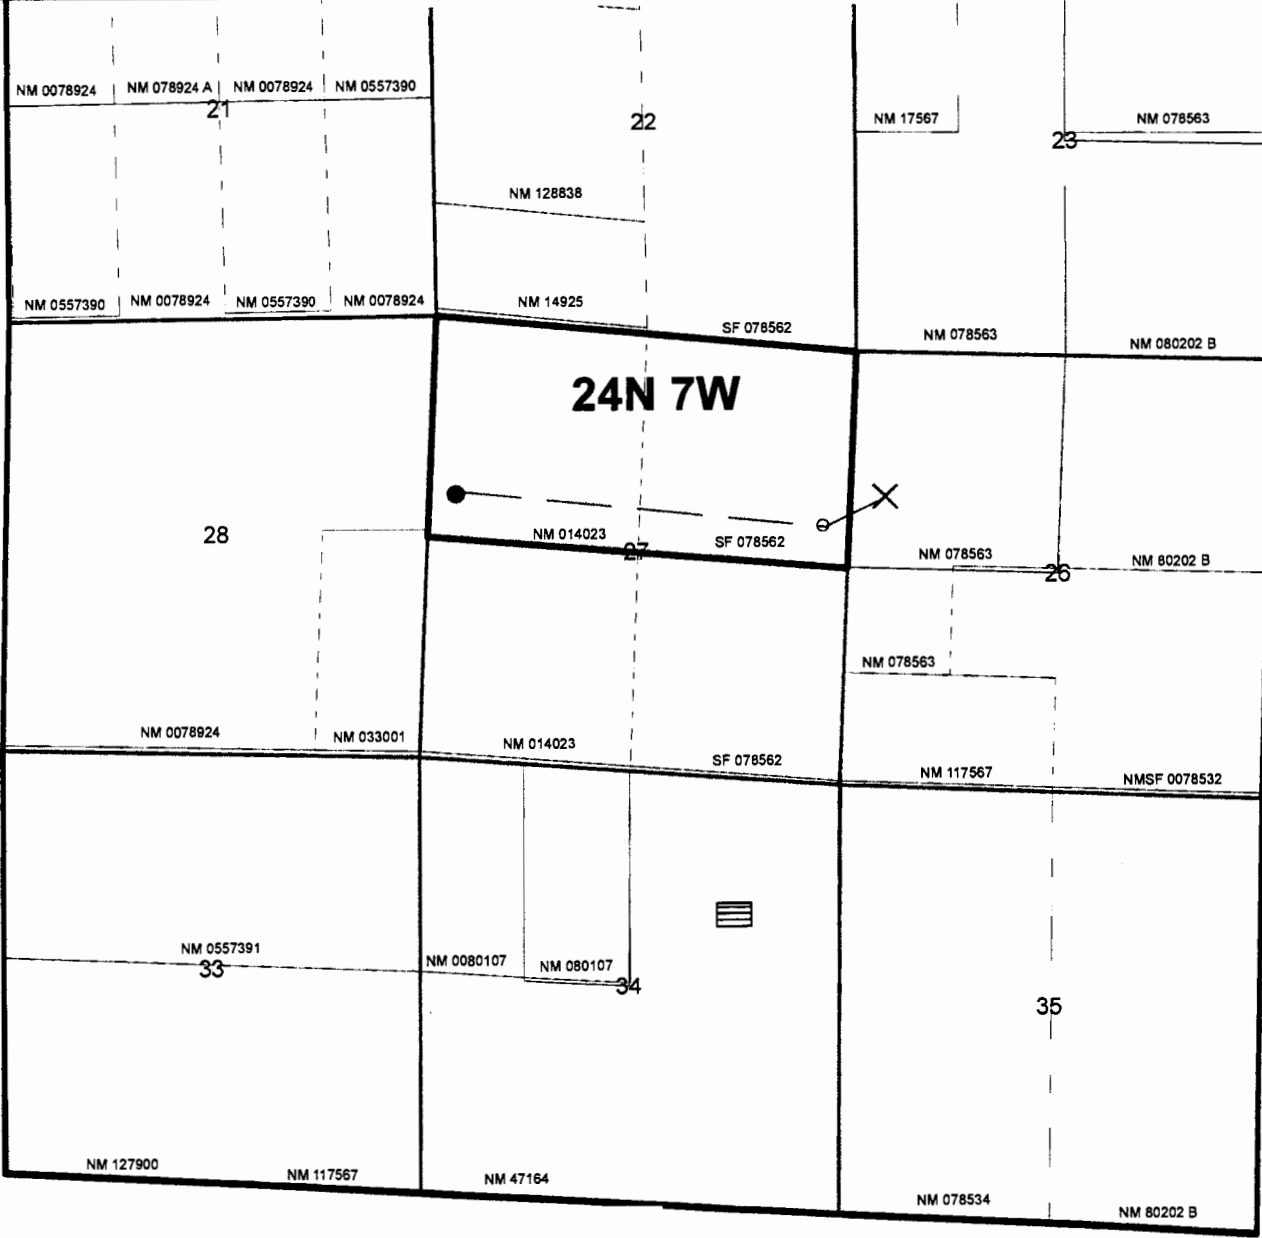 NM 0078924
NM 078924 A
NM 0078924
NM 0557390
21
22
NM 17567
NM 078563
23
NM 128838
NM 0557390
NM 0078924
NM 0557390
NM 0078924
NM 14925
SF 078562
NM 078563
NM 080202 B
24N 7W
28
NM 014023
SF 078562
27
NM 078563
NM 80202 B
26
NM 078563
NM 0078924
NM 033001
NM 014023
SF 078562
NM 117567
NMSF 0078532
NM 0557391
33
NM 0080107
NM 080107
34
35
NM 127900
NM 117567
NM 47164
NM 078534
NM 80202 B